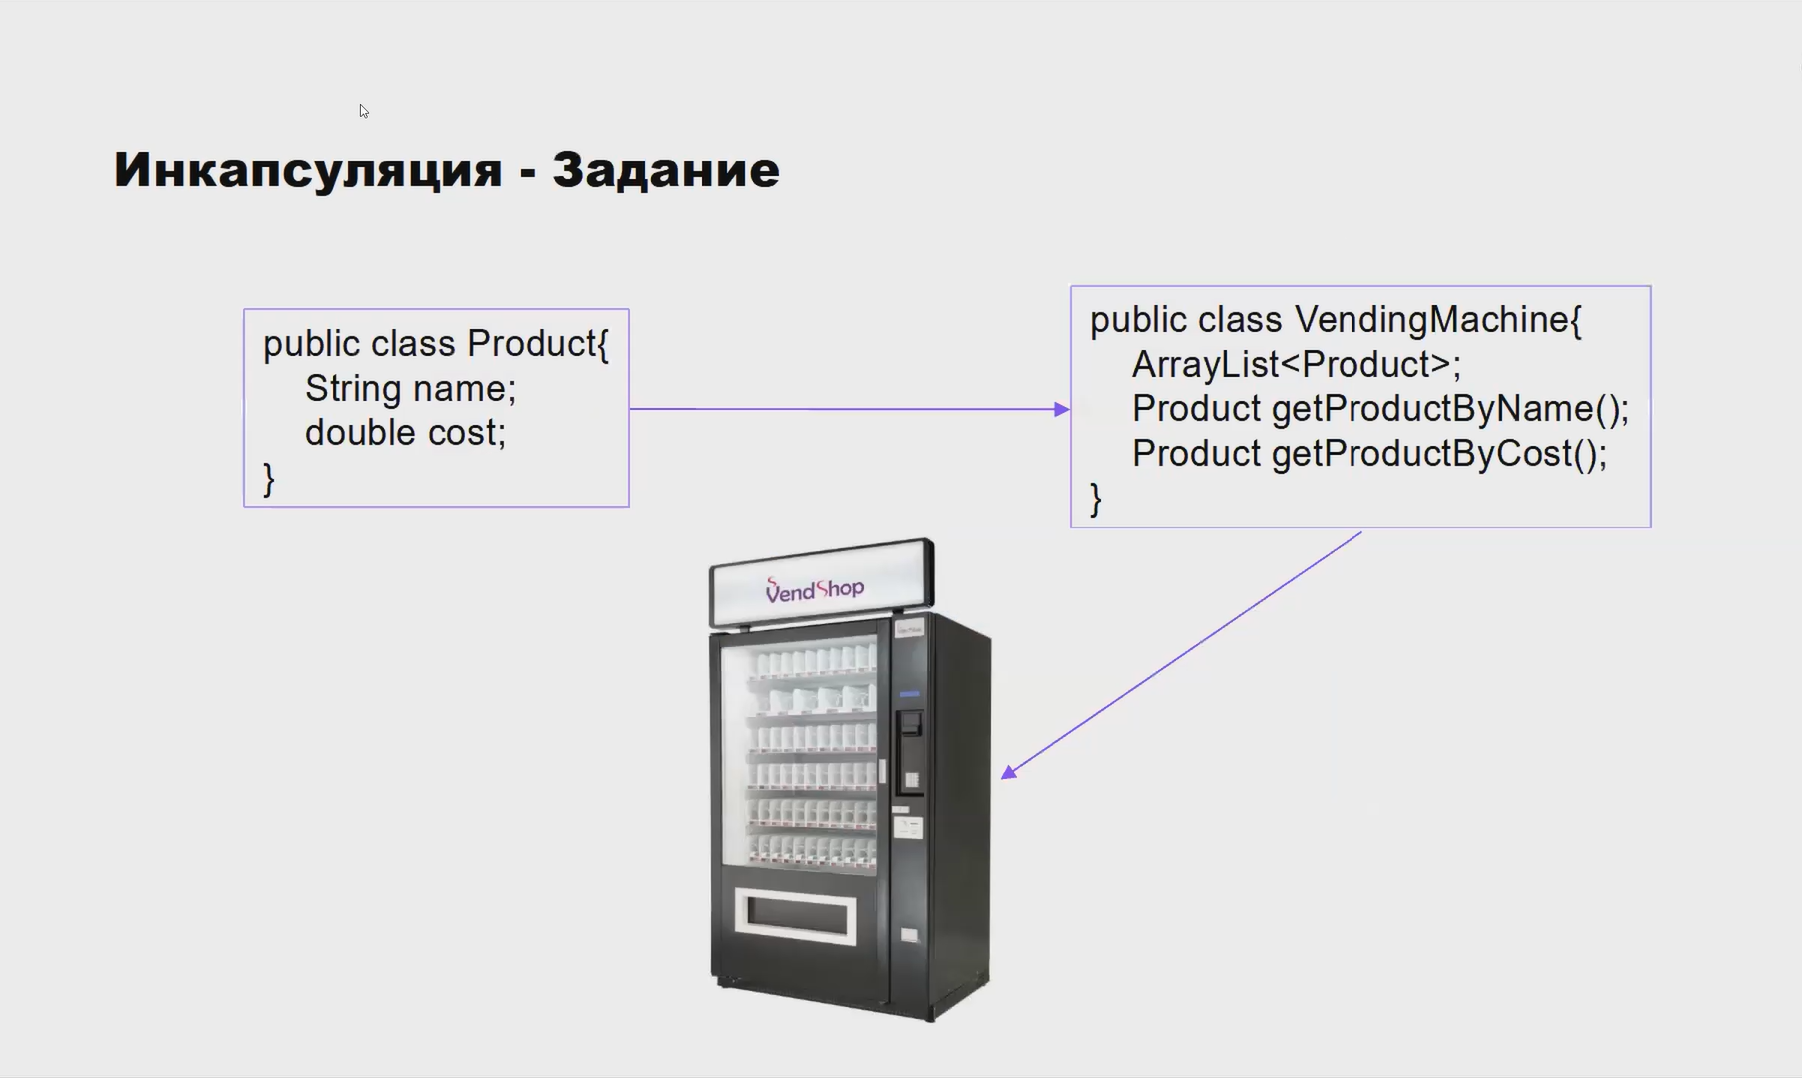 Инкапсуляция - Задание
public class Product{
String name;
double cost;
}
public class VendingMachine{
ArrayList<Product>;
Product getProductByName();
Product getProductByCost();
}
VendShop